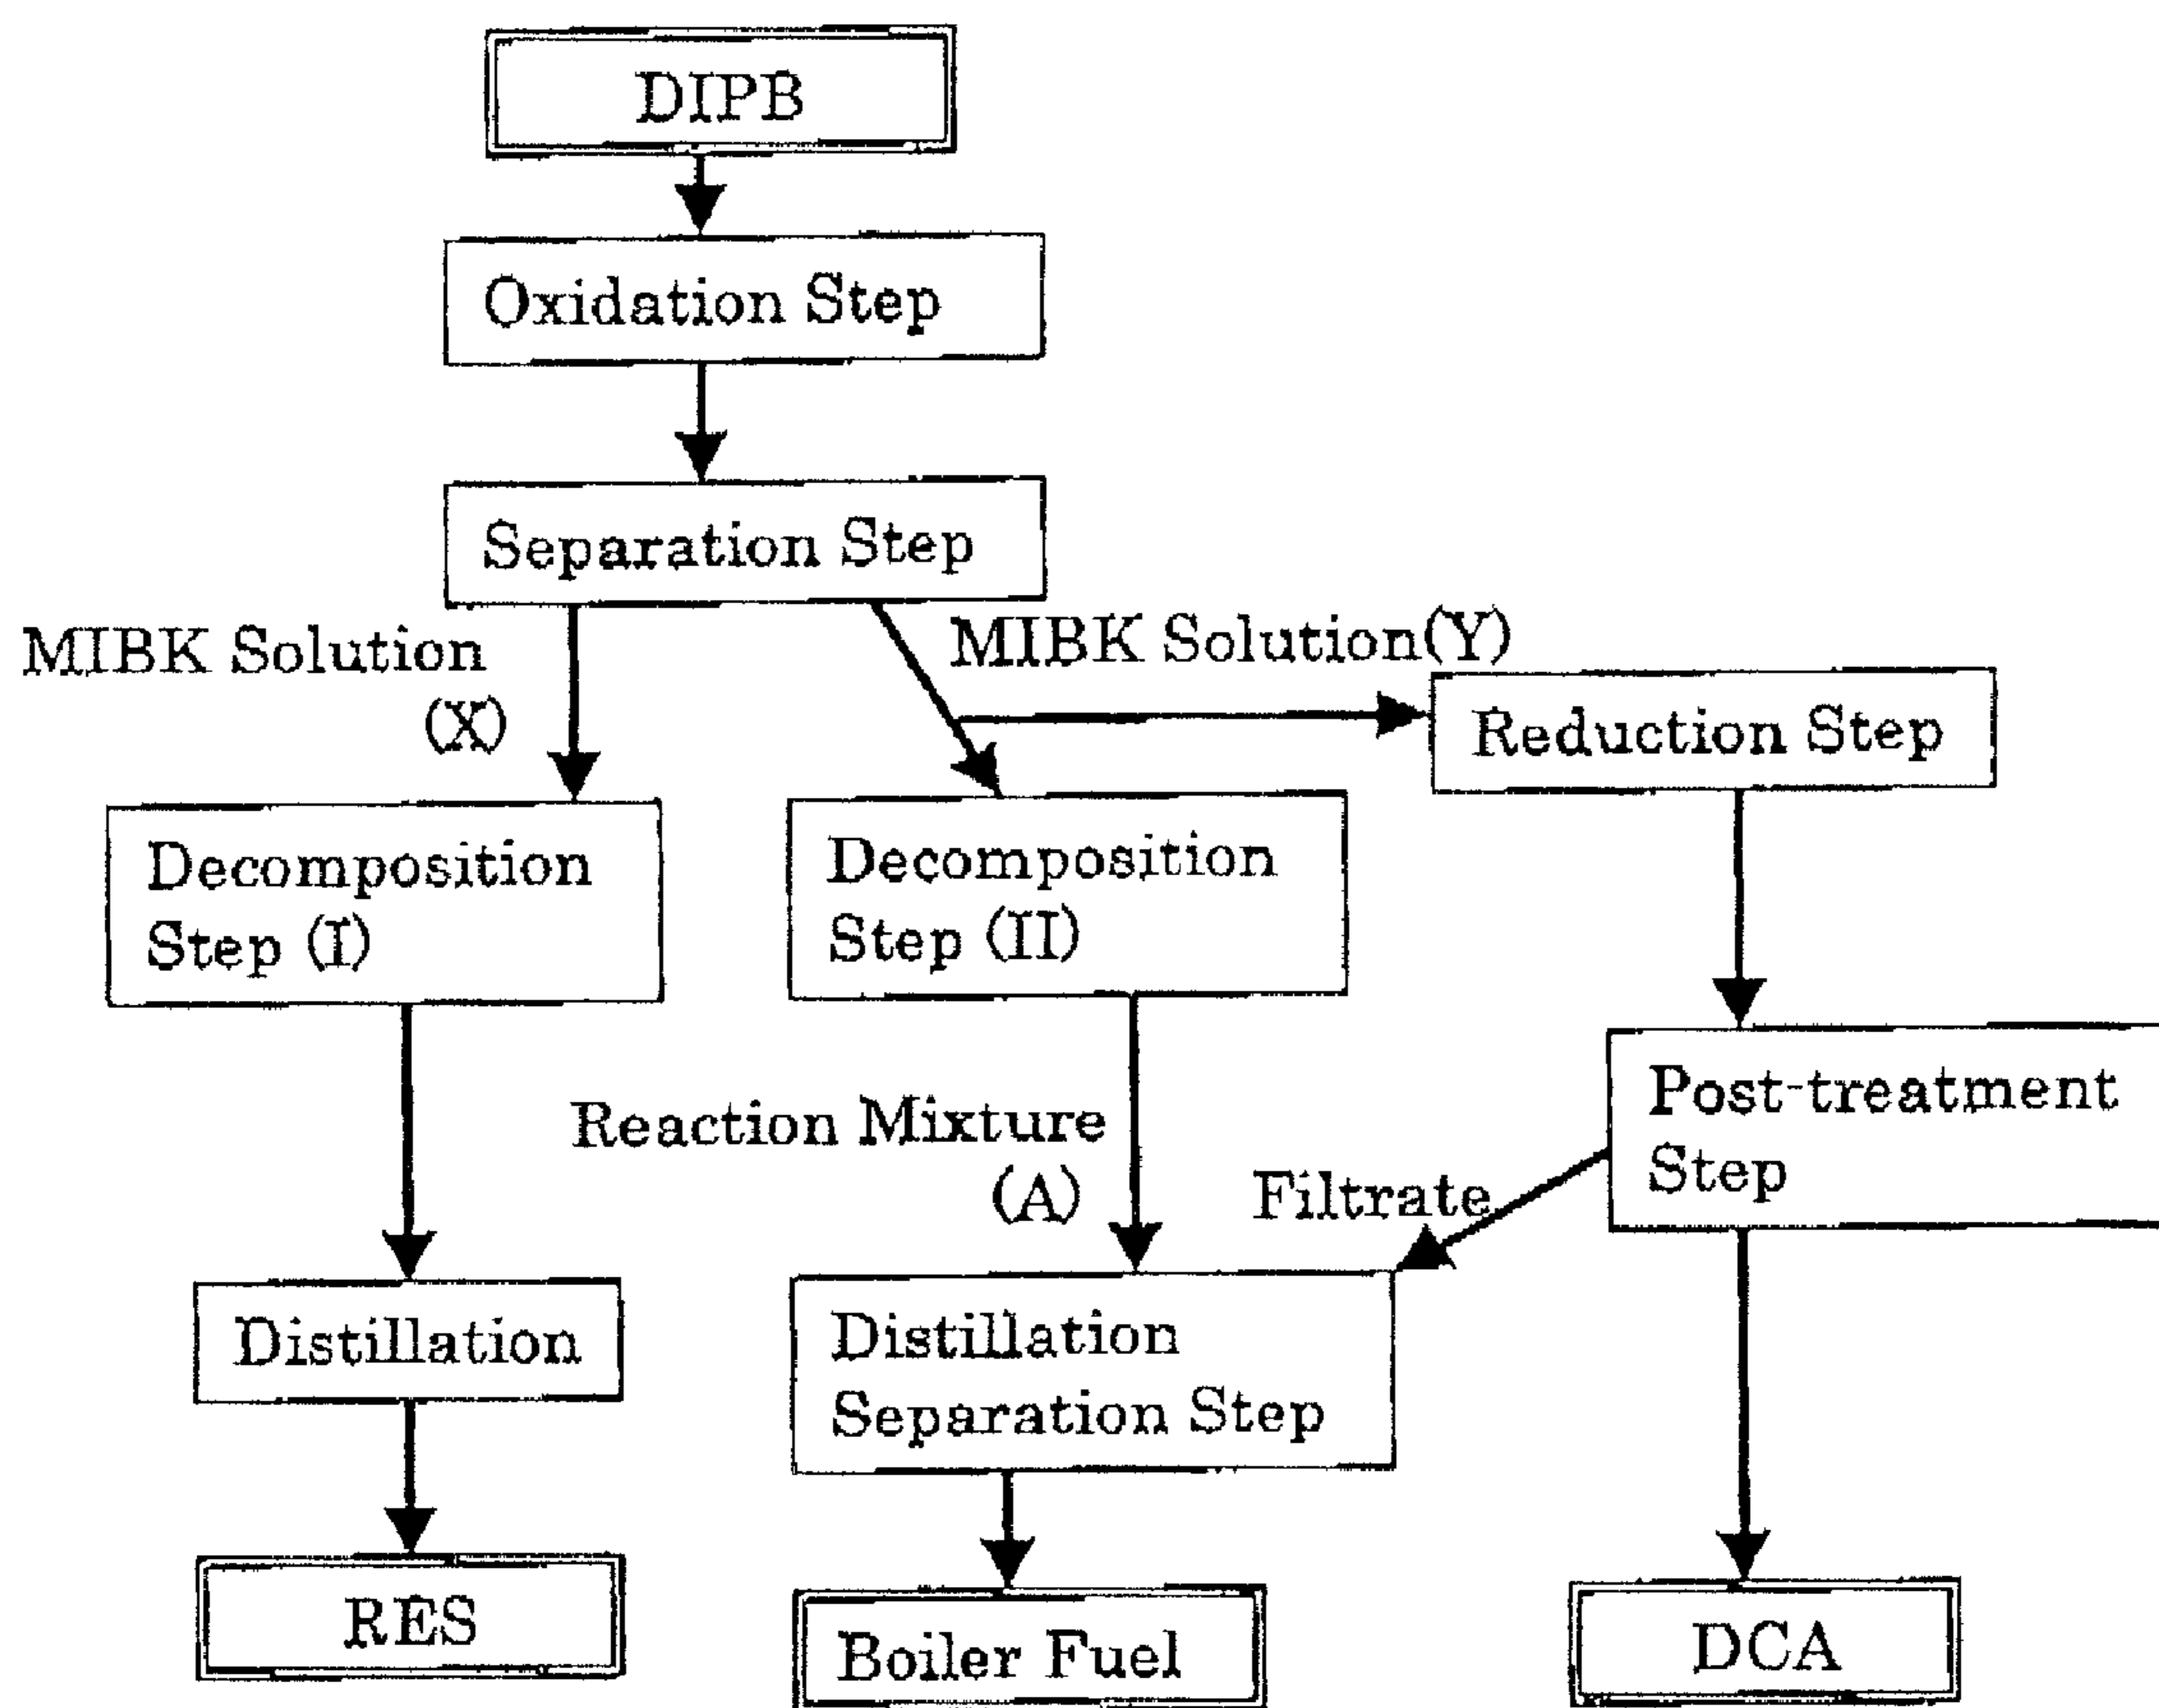 DIPB
Oxidation Step
Separation Step
MIBK Solution
(X)
MIBK Solution(Y)
Reduction Step
Decomposition
Step (I)
Decomposition
Step (II)
Post-treatment
Step
Reaction Mixture
(A)
Filtrate
Distillation
Distillation
Separation Step
RES
Boiler Fuel
DCA